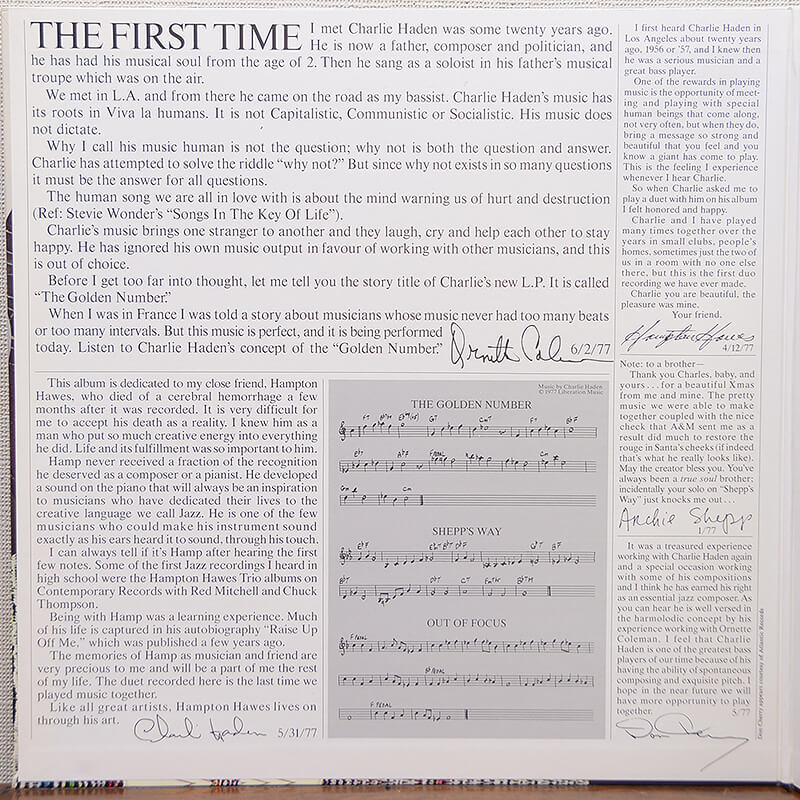 THE FIRST TIME I met Charlie Haden was some twenty years ago.
He is now a father, composer and politician, and
he has had his musical soul from the age of 2. Then he sang as a soloist in his father's musical
troupe which was on the air.
We met in L.A. and from there he came on the road as my bassist. Charlie Haden's music has
its roots in Viva la humans. It is not Capitalistic, Communistic or Socialistic. His music does
not dictate.
Why I call his music human is not the question; why not is both the question and answer.
Charlie has attempted to solve the riddle “why not?” But since why not exists in so many questions
it must be the answer for all questions.
The human song we are all in love with is about the mind warning us of hurt and destruction
(Ref: Stevie Wonder's “Songs In The Key Of Life”).
Charlie's music brings one stranger to another and they laugh, cry and help each other to stay
happy. He has ignored his own music output in favour of working with other musicians, and this
is out of choice.
Before I get too far into thought, let me tell you the story title of Charlie's new L.P. It is called
“The Golden Number.”
When I was in France I was told a story about musicians whose music never had too many beats
or too many intervals. But this music is perfect, and it is being performed
today. Listen to Charlie Haden's concept of the “Golden Number.”
Ornette Coleman 6/2/77
This album is dedicated to my close friend, Hampton
Hawes, who died of a cerebral hemorrhage a few
months after it was recorded. It is very difficult for
me to accept his death as a reality. I knew him as a
man who put so much creative energy into everything
he did. Life and its fulfillment was so important to him.
Hamp never received a fraction of the recognition
he deserved as a composer or a pianist. He developed
a sound on the piano that will always be an inspiration
to musicians who have dedicated their lives to the
creative language we call Jazz. He is one of the few
musicians who could make his instrument sound
exactly as his ears heard it to sound, through his touch.
I can always tell if it's Hamp after hearing the first
few notes. Some of the first Jazz recordings I heard in
high school were the Hampton Hawes Trio albums on
Contemporary Records with Red Mitchell and Chuck
Thompson.
Being with Hamp was a learning experience. Much
of his life is captured in his autobiography “Raise Up
Off Me,” which was published a few years ago.
The memories of Hamp as musician and friend are
very precious to me and will be a part of me the rest
of my life. The duet recorded here is the last time we
played music together.
Like all great artists, Hampton Hawes lives on
through his art.
Charlie Haden 5/31/77
Music by Charlie Haden
© 1977 Liberation Music
THE GOLDEN NUMBER
SHEPP'S WAY
OUT OF FOCUS
I first heard Charlie Haden in
Los Angeles about twenty years
ago, 1956 or '57, and I knew then
he was a serious musician and a
great bass player.
One of the rewards in playing
music is the opportunity of meet-
ing and playing with special
human beings that come along,
not very often, but when they do,
bring a message so strong and
beautiful that you feel and you
know a giant has come to play.
This is the feeling I experience
whenever I hear Charlie.
So when Charlie asked me to
play a duet with him on his album
I felt honored and happy.
Charlie and I have played
many times together over the
years in small clubs, people's
homes, sometimes just the two of
us in a room with no one else
there, but this is the first duo
recording we have ever made.
Charlie you are beautiful, the
pleasure was mine.
Your friend,
Hampton Hawes
4/12/77
Note: to a brother—
Thank you Charles, baby, and
yours . . . for a beautiful Xmas
from me and mine. The pretty
music we were able to make
together coupled with the nice
check that A&M sent me as a
result did much to restore the
rouge in Santa's cheeks (if indeed
that's what he really looks like).
May the creator bless you. You've
always been a true soul brother;
incidentally your solo on “Shepp's
Way” just knocks me out . . .
Archie Shepp
1/77
It was a treasured experience
working with Charlie Haden again
and a special occasion working
with some of his compositions
and I think he has earned his right
as an essential jazz composer. As
you can hear he is well versed in
the harmolodic concept by his
experience working with Ornette
Coleman. I feel that Charlie
Haden is one of the greatest bass
players of our time because of his
having the ability of spontaneous
composing and exquisite pitch. I
hope in the near future we will
have more opportunity to play
together. 5/77
Don Cherry
Don Cherry appears courtesy of Atlantic Records